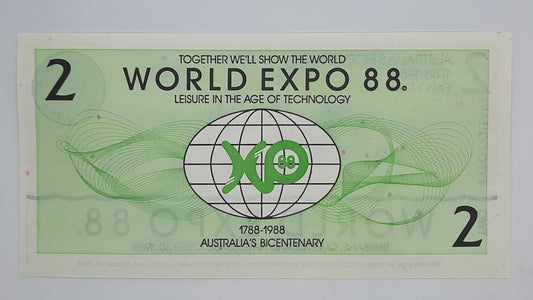 TOGETHER WE'LL SHOW THE WORLD
2
WORLD EXPO 88.
LEISURE IN THE AGE OF TECHNOLOGY
XPO
88
1788-1988
AUSTRALIA'S BICENTENARY
2